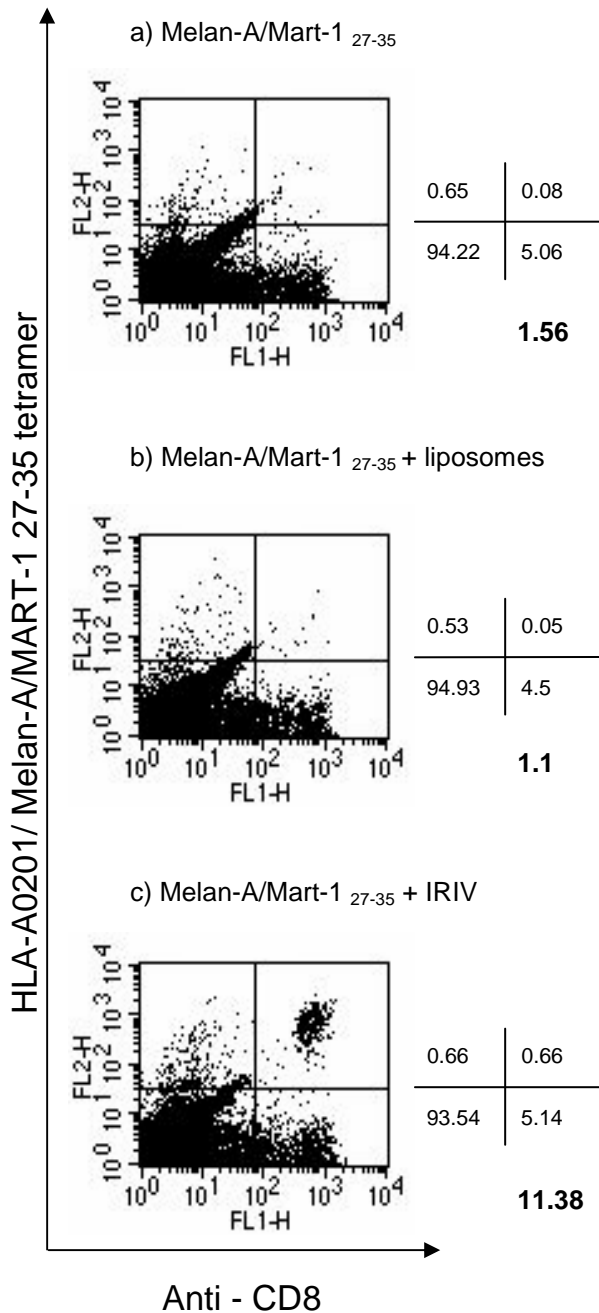 a) Melan-A/Mart-1 27-35
10^4
10^3
10^2
10^1
10^0
FL2-H
10^0 10^1 10^2 10^3 10^4
FL1-H
0.65 0.08
94.22 5.06
1.56
b) Melan-A/Mart-1 27-35 + liposomes
10^4
10^3
10^2
10^1
10^0
FL2-H
10^0 10^1 10^2 10^3 10^4
FL1-H
0.53 0.05
94.93 4.5
1.1
c) Melan-A/Mart-1 27-35 + IRIV
10^4
10^3
10^2
10^1
10^0
FL2-H
10^0 10^1 10^2 10^3 10^4
FL1-H
0.66 0.66
93.54 5.14
11.38
HLA-A0201/ Melan-A/MART-1 27-35 tetramer
Anti - CD8